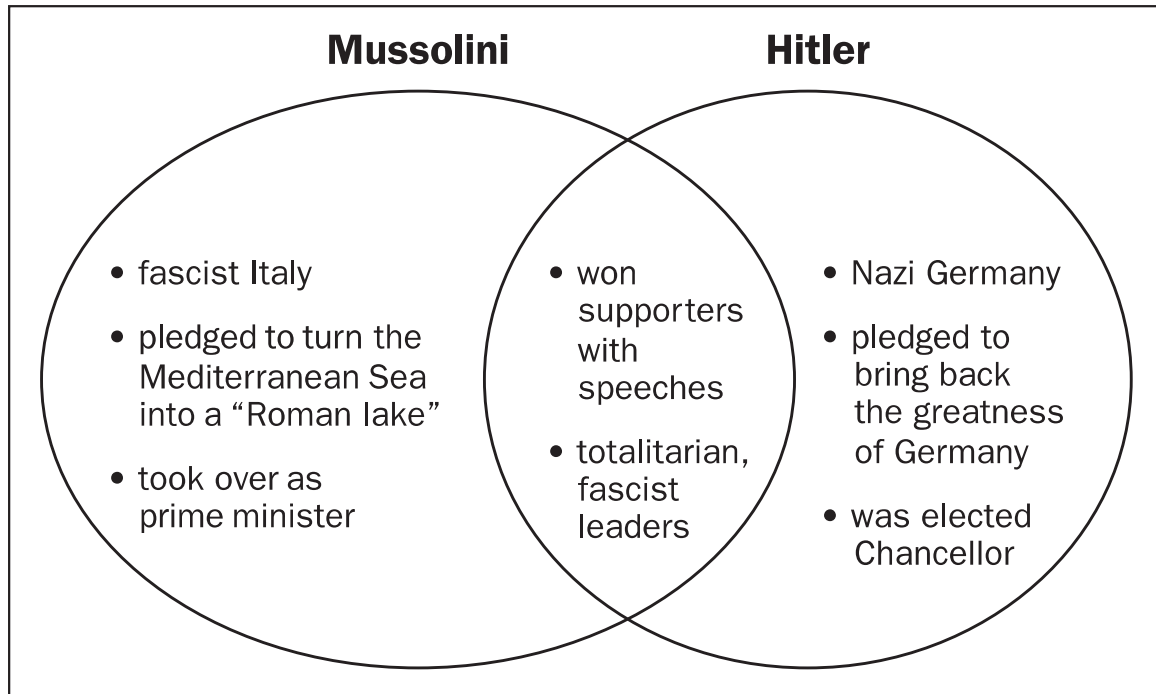 Mussolini
Hitler
• fascist Italy
• pledged to turn the
Mediterranean Sea
into a “Roman lake”
• took over as
prime minister
• won
supporters
with
speeches
• totalitarian,
fascist
leaders
• Nazi Germany
• pledged to
bring back
the greatness
of Germany
• was elected
Chancellor